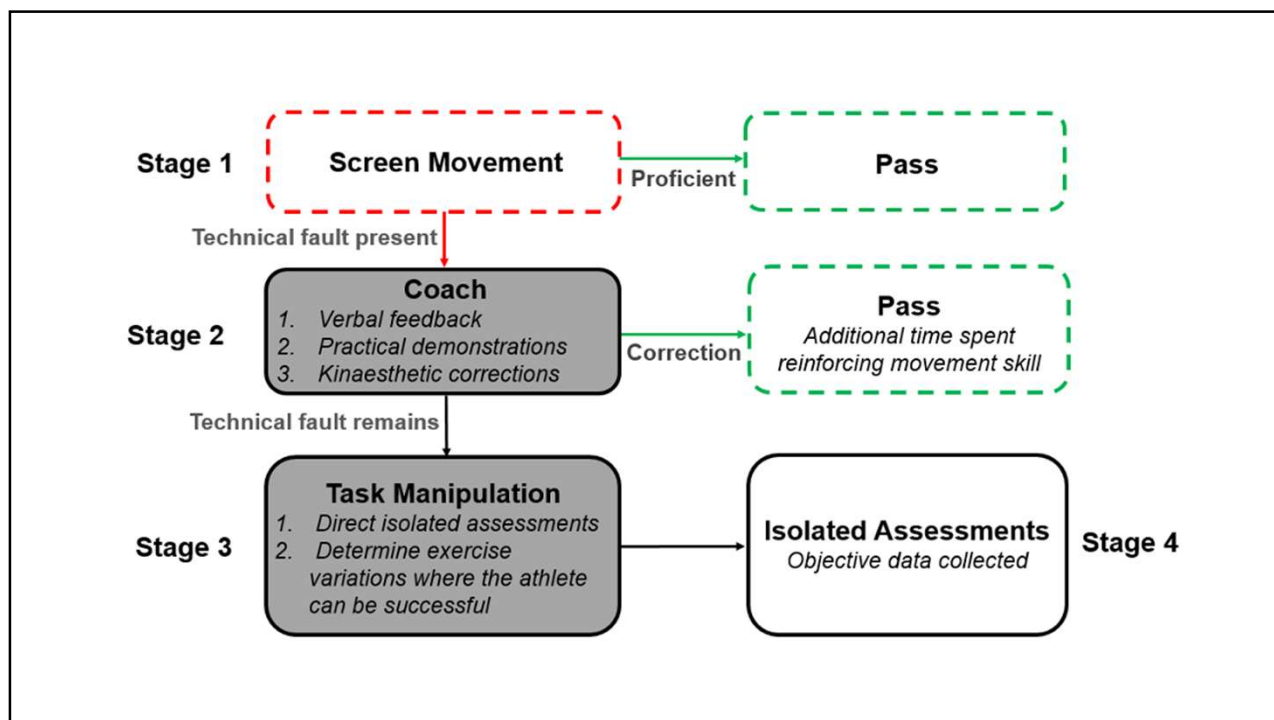 Stage 1
Screen Movement
Proficient
Pass
Technical fault present
Stage 2
Coach
1. Verbal feedback
2. Practical demonstrations
3. Kinaesthetic corrections
Correction
Pass
Additional time spent
reinforcing movement skill
Technical fault remains
Stage 3
Task Manipulation
1. Direct isolated assessments
2. Determine exercise
variations where the athlete
can be successful
Isolated Assessments
Objective data collected
Stage 4